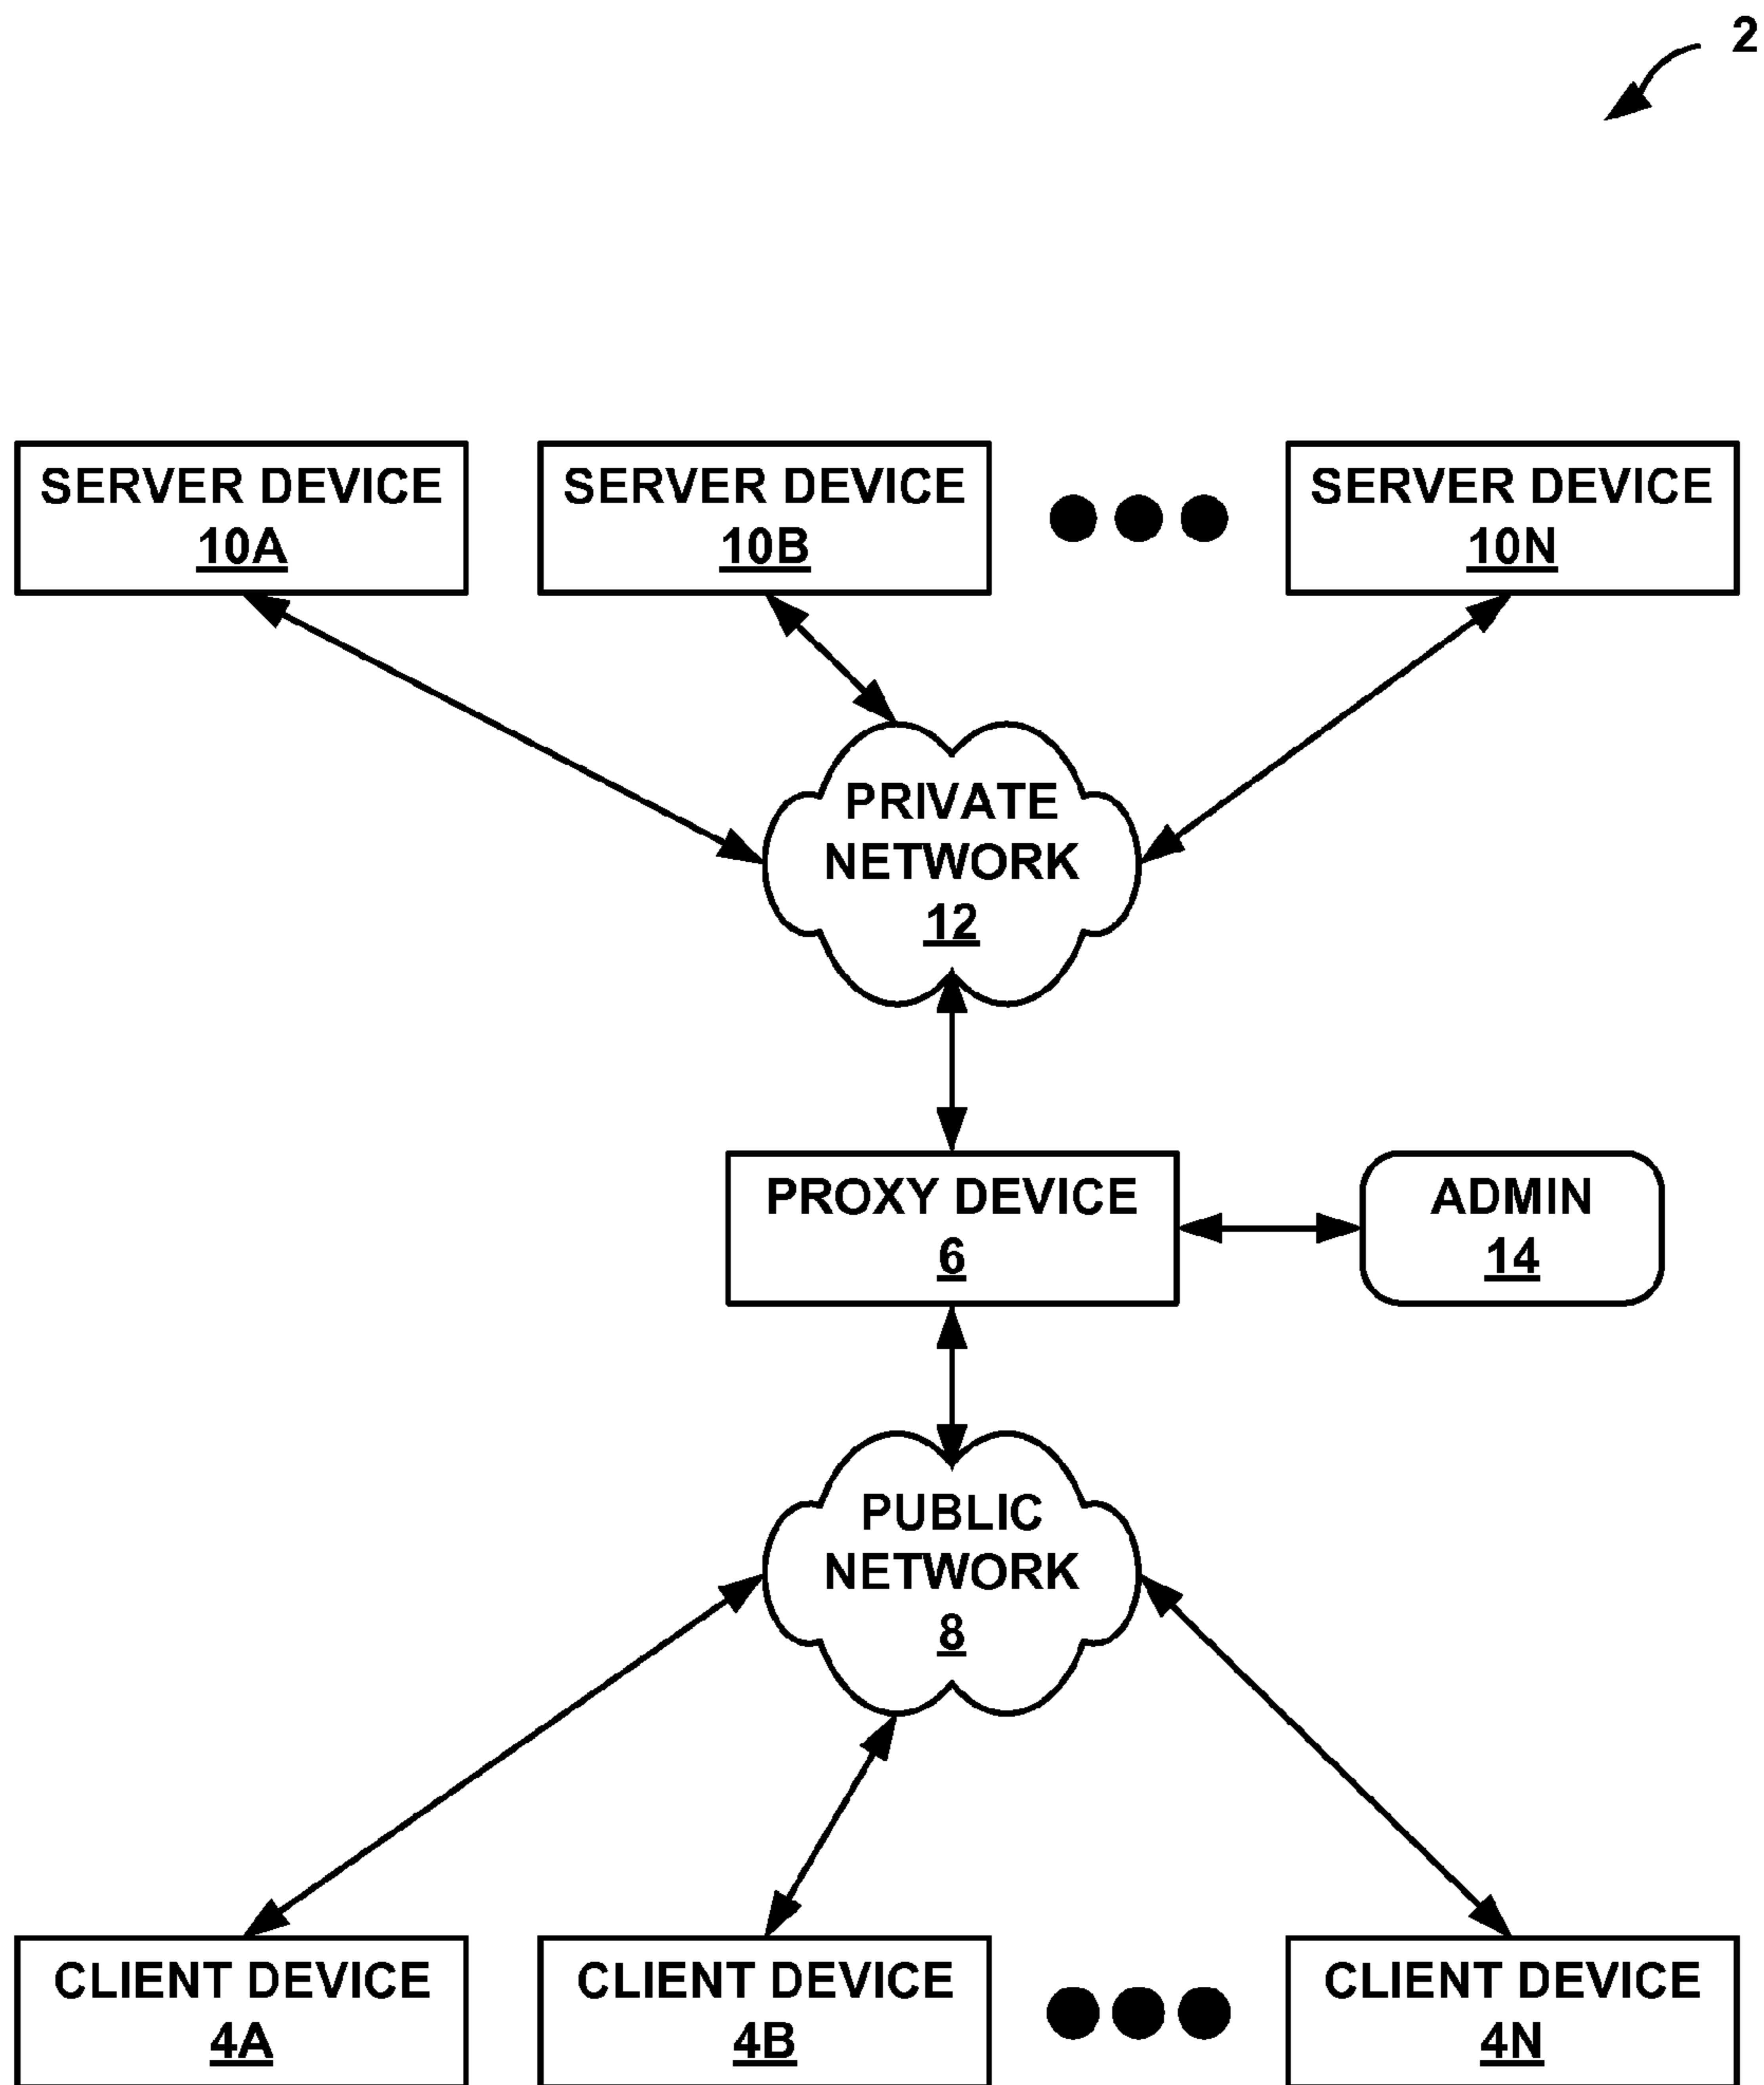 2
SERVER DEVICE
10A
SERVER DEVICE
10B
SERVER DEVICE
10N
PRIVATE
NETWORK
12
PROXY DEVICE
6
ADMIN
14
PUBLIC
NETWORK
8
CLIENT DEVICE
4A
CLIENT DEVICE
4B
CLIENT DEVICE
4N